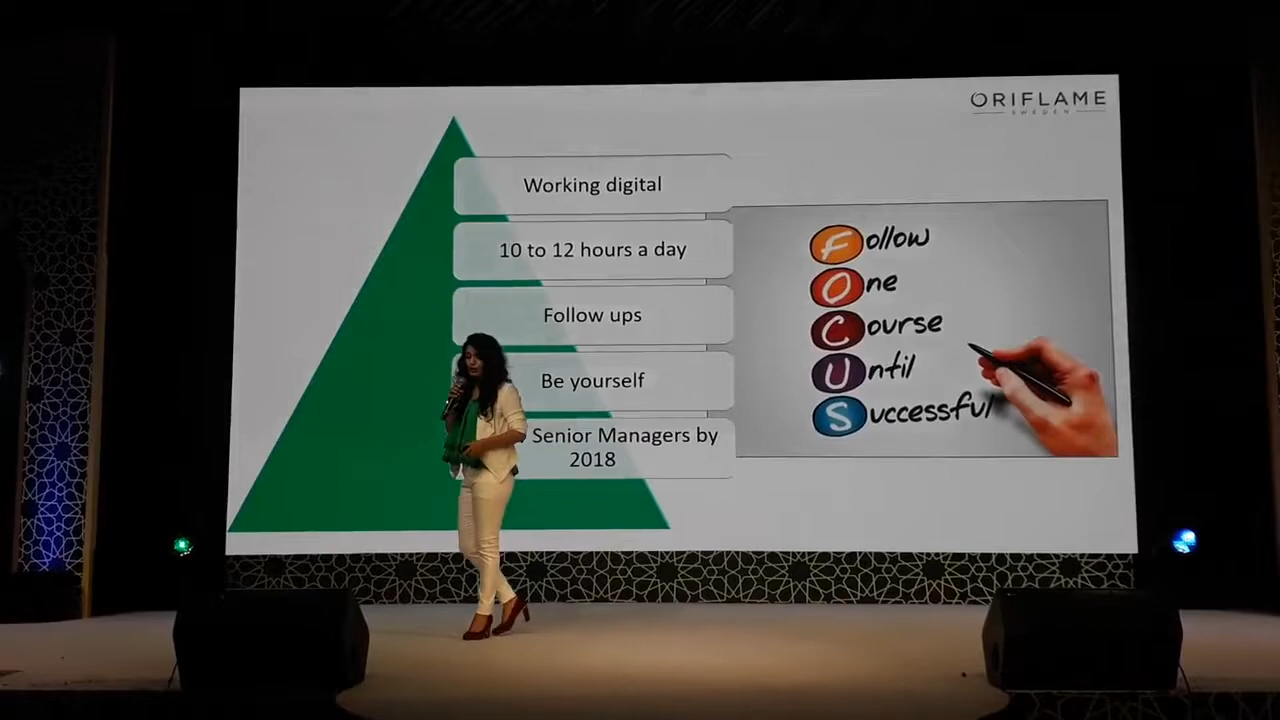 ORIFLAME
SWEDEN
Working digital
10 to 12 hours a day
Follow ups
Be yourself
Senior Managers by
2018
Follow
One
Course
Until
Successful